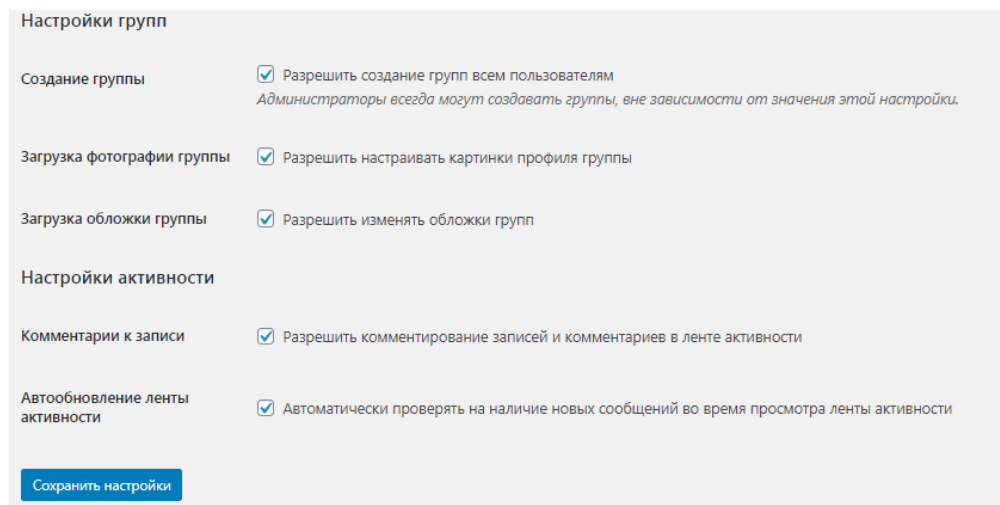 Настройки групп
Создание группы
Разрешить создание групп всем пользователям
Администраторы всегда могут создавать группы, вне зависимости от значения этой настройки.
Загрузка фотографии группы
Разрешить настраивать картинки профиля группы
Загрузка обложки группы
Разрешить изменять обложки групп
Настройки активности
Комментарии к записи
Разрешить комментирование записей и комментариев в ленте активности
Автообновление ленты
активности
Автоматически проверять на наличие новых сообщений во время просмотра ленты активности
Сохранить настройки